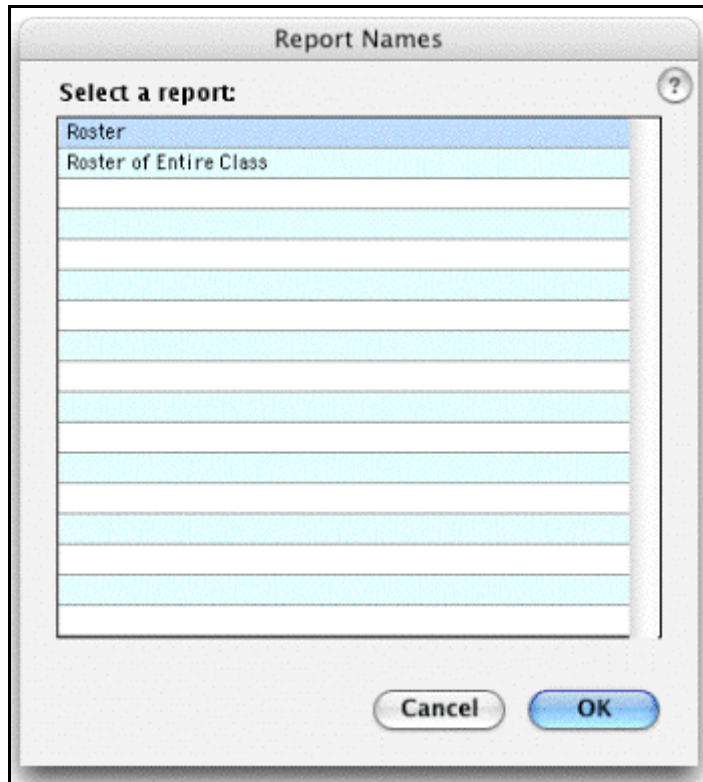 Report Names
Select a report:
?
Roster
Roster of Entire Class
Cancel
OK